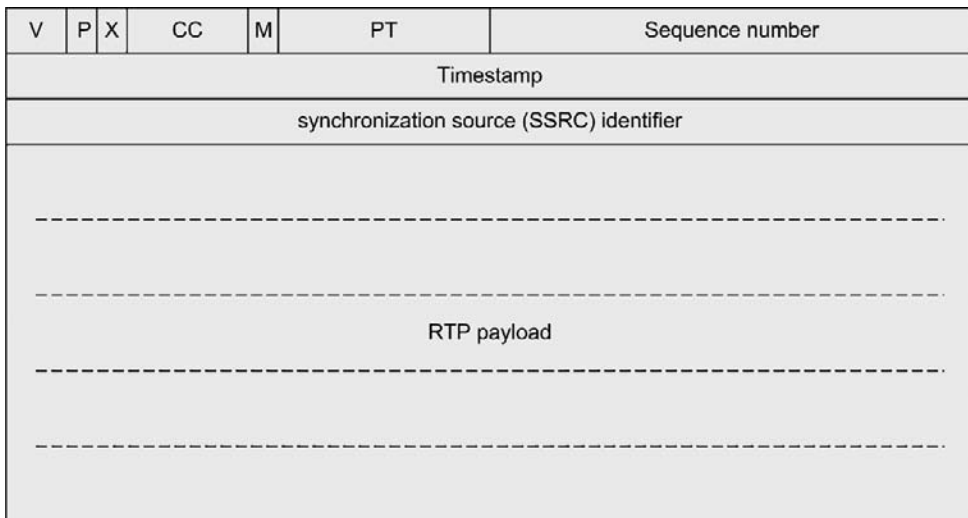 V P X CC M PT Sequence number
Timestamp
synchronization source (SSRC) identifier
RTP payload